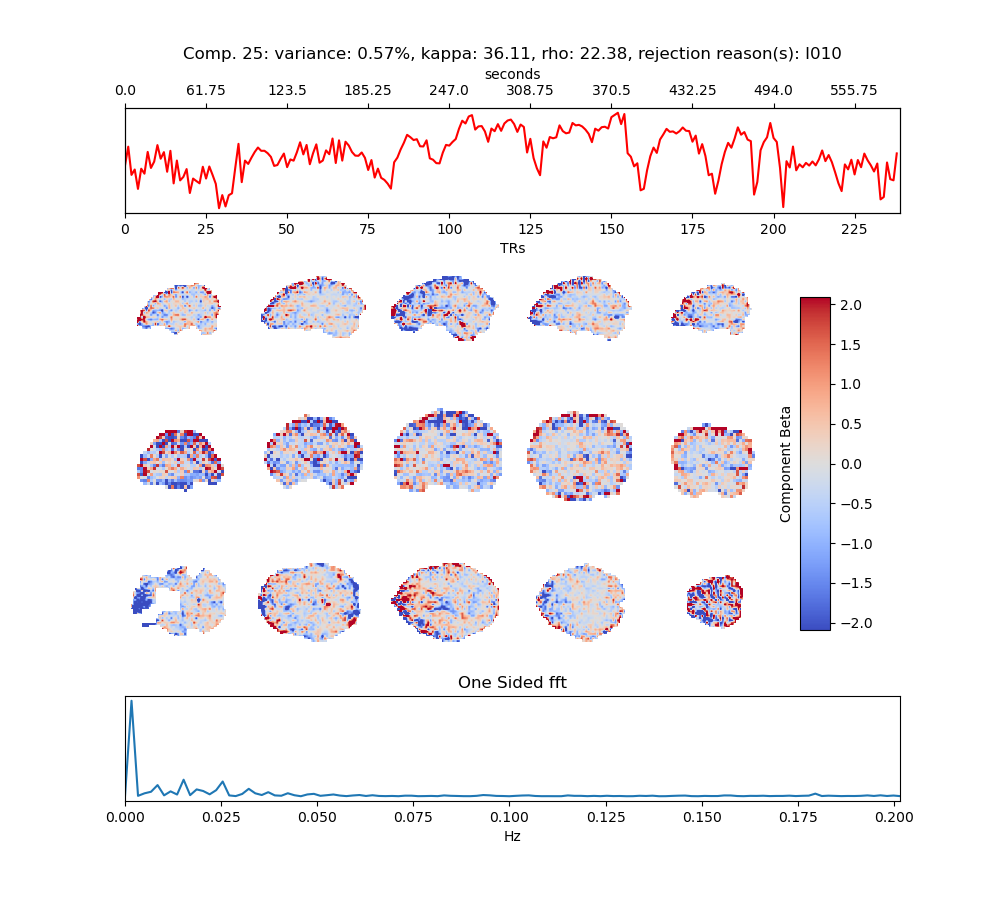 Comp. 25: variance: 0.57%, kappa: 36.11, rho: 22.38, rejection reason(s): I010
seconds
0.0 61.75 123.5 185.25 247.0 308.75 370.5 432.25 494.0 555.75
0 25 50 75 100 125 150 175 200 225
TRs
2.0
1.5
1.0
0.5
0.0
−0.5
−1.0
−1.5
−2.0
Component Beta
One Sided fft
0.000 0.025 0.050 0.075 0.100 0.125 0.150 0.175 0.200
Hz